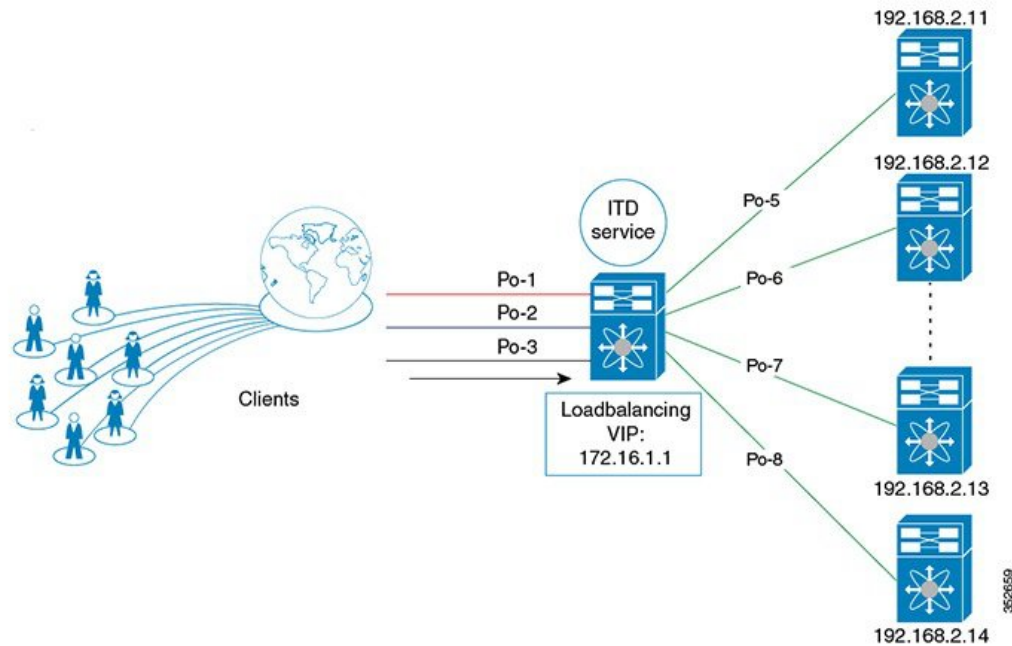 192.168.2.11
192.168.2.12
Po-5
ITD
service
Po-6
Po-1
Po-2
Po-3
Po-7
Clients
Loadbalancing
VIP:
172.16.1.1
Po-8
192.168.2.13
192.168.2.14
352659